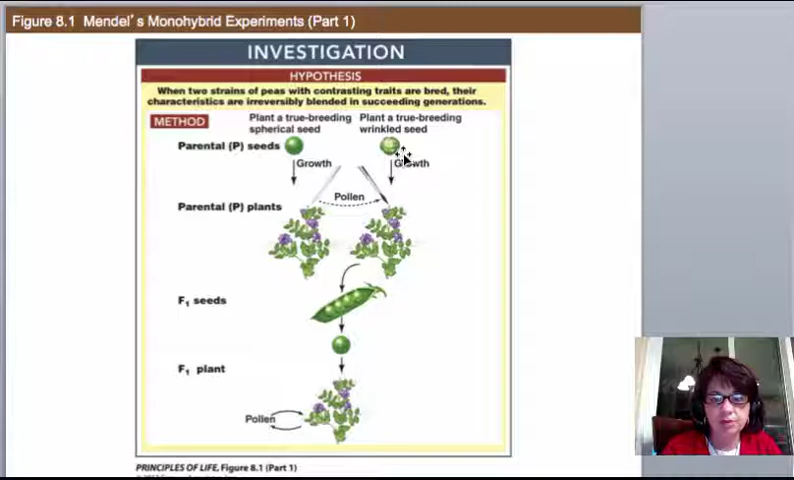 Figure 8.1 Mendel's Monohybrid Experiments (Part 1)
INVESTIGATION
HYPOTHESIS
When two strains of peas with contrasting traits are bred, their
characteristics are irreversibly blended in succeeding generations.
METHOD
Plant a true-breeding
spherical seed
Plant a true-breeding
wrinkled seed
Parental (P) seeds
Growth
Growth
Pollen
Parental (P) plants
F₁ seeds
F₁ plant
Pollen
PRINCIPLES OF LIFE, Figure 8.1 (Part 1)